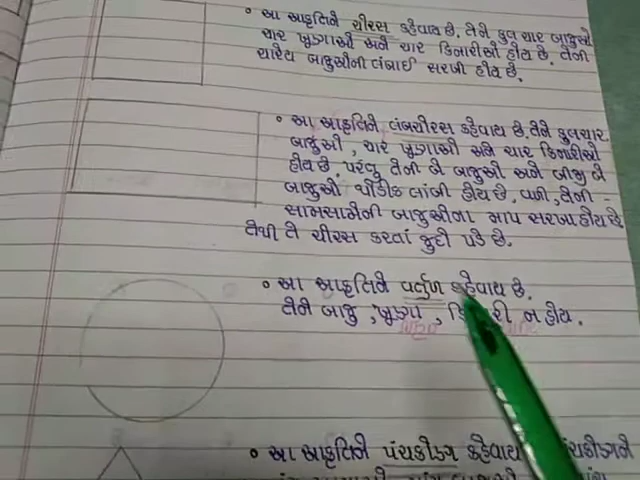 • આ આકૃતિને ચોરસ કહેવાય છે. તેને કુલ ચાર બાજુઓ
ચાર ખૂણાઓ અને ચાર કિનારીઓ હોય છે. તેની
ચારેય બાજુઓની લંબાઈ સરખી હોય છે.
• આ આકૃતિને લંબચોરસ કહેવાય છે. તેને કુલ ચાર
બાજુઓ, ચાર ખૂણાઓ અને ચાર કિનારીઓ
હોય છે. પરંતુ તેની બે બાજુઓ અને બીજી બે
બાજુઓ થોડીક લાંબી હોય છે. વળી, તેની -
સામસામેની બાજુઓના માપ સરખા હોય છે
તેથી તે ચોરસ કરતાં જુદો પડે છે.
• આ આકૃતિને વર્તુળ કહેવાય છે.
તેને બાજુ, ખૂણા, ન હોય.
• આ આકૃતિને પંચકોણ કહેવાય